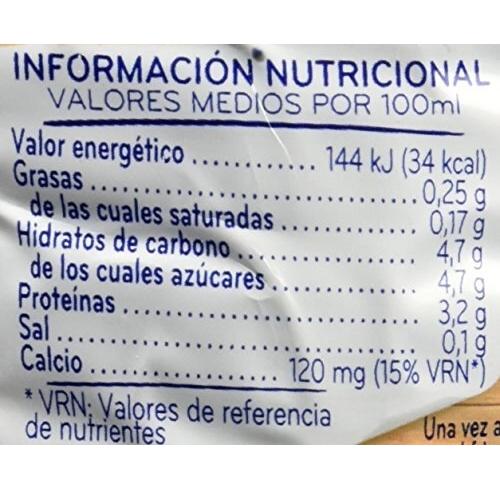 INFORMACIÓN NUTRICIONAL
VALORES MEDIOS POR 100ml
Valor energético ............ 144 kJ (34 kcal)
Grasas ........................................ 0,25 g
de las cuales saturadas ................ 0,17 g
Hidratos de carbono ..................... 4,7 g
de los cuales azúcares .................. 4,7 g
Proteínas ..................................... 3,2 g
Sal .............................................. 0,1 g
Calcio ..................... 120 mg (15% VRN*)
* VRN: Valores de referencia
de nutrientes
Una vez a